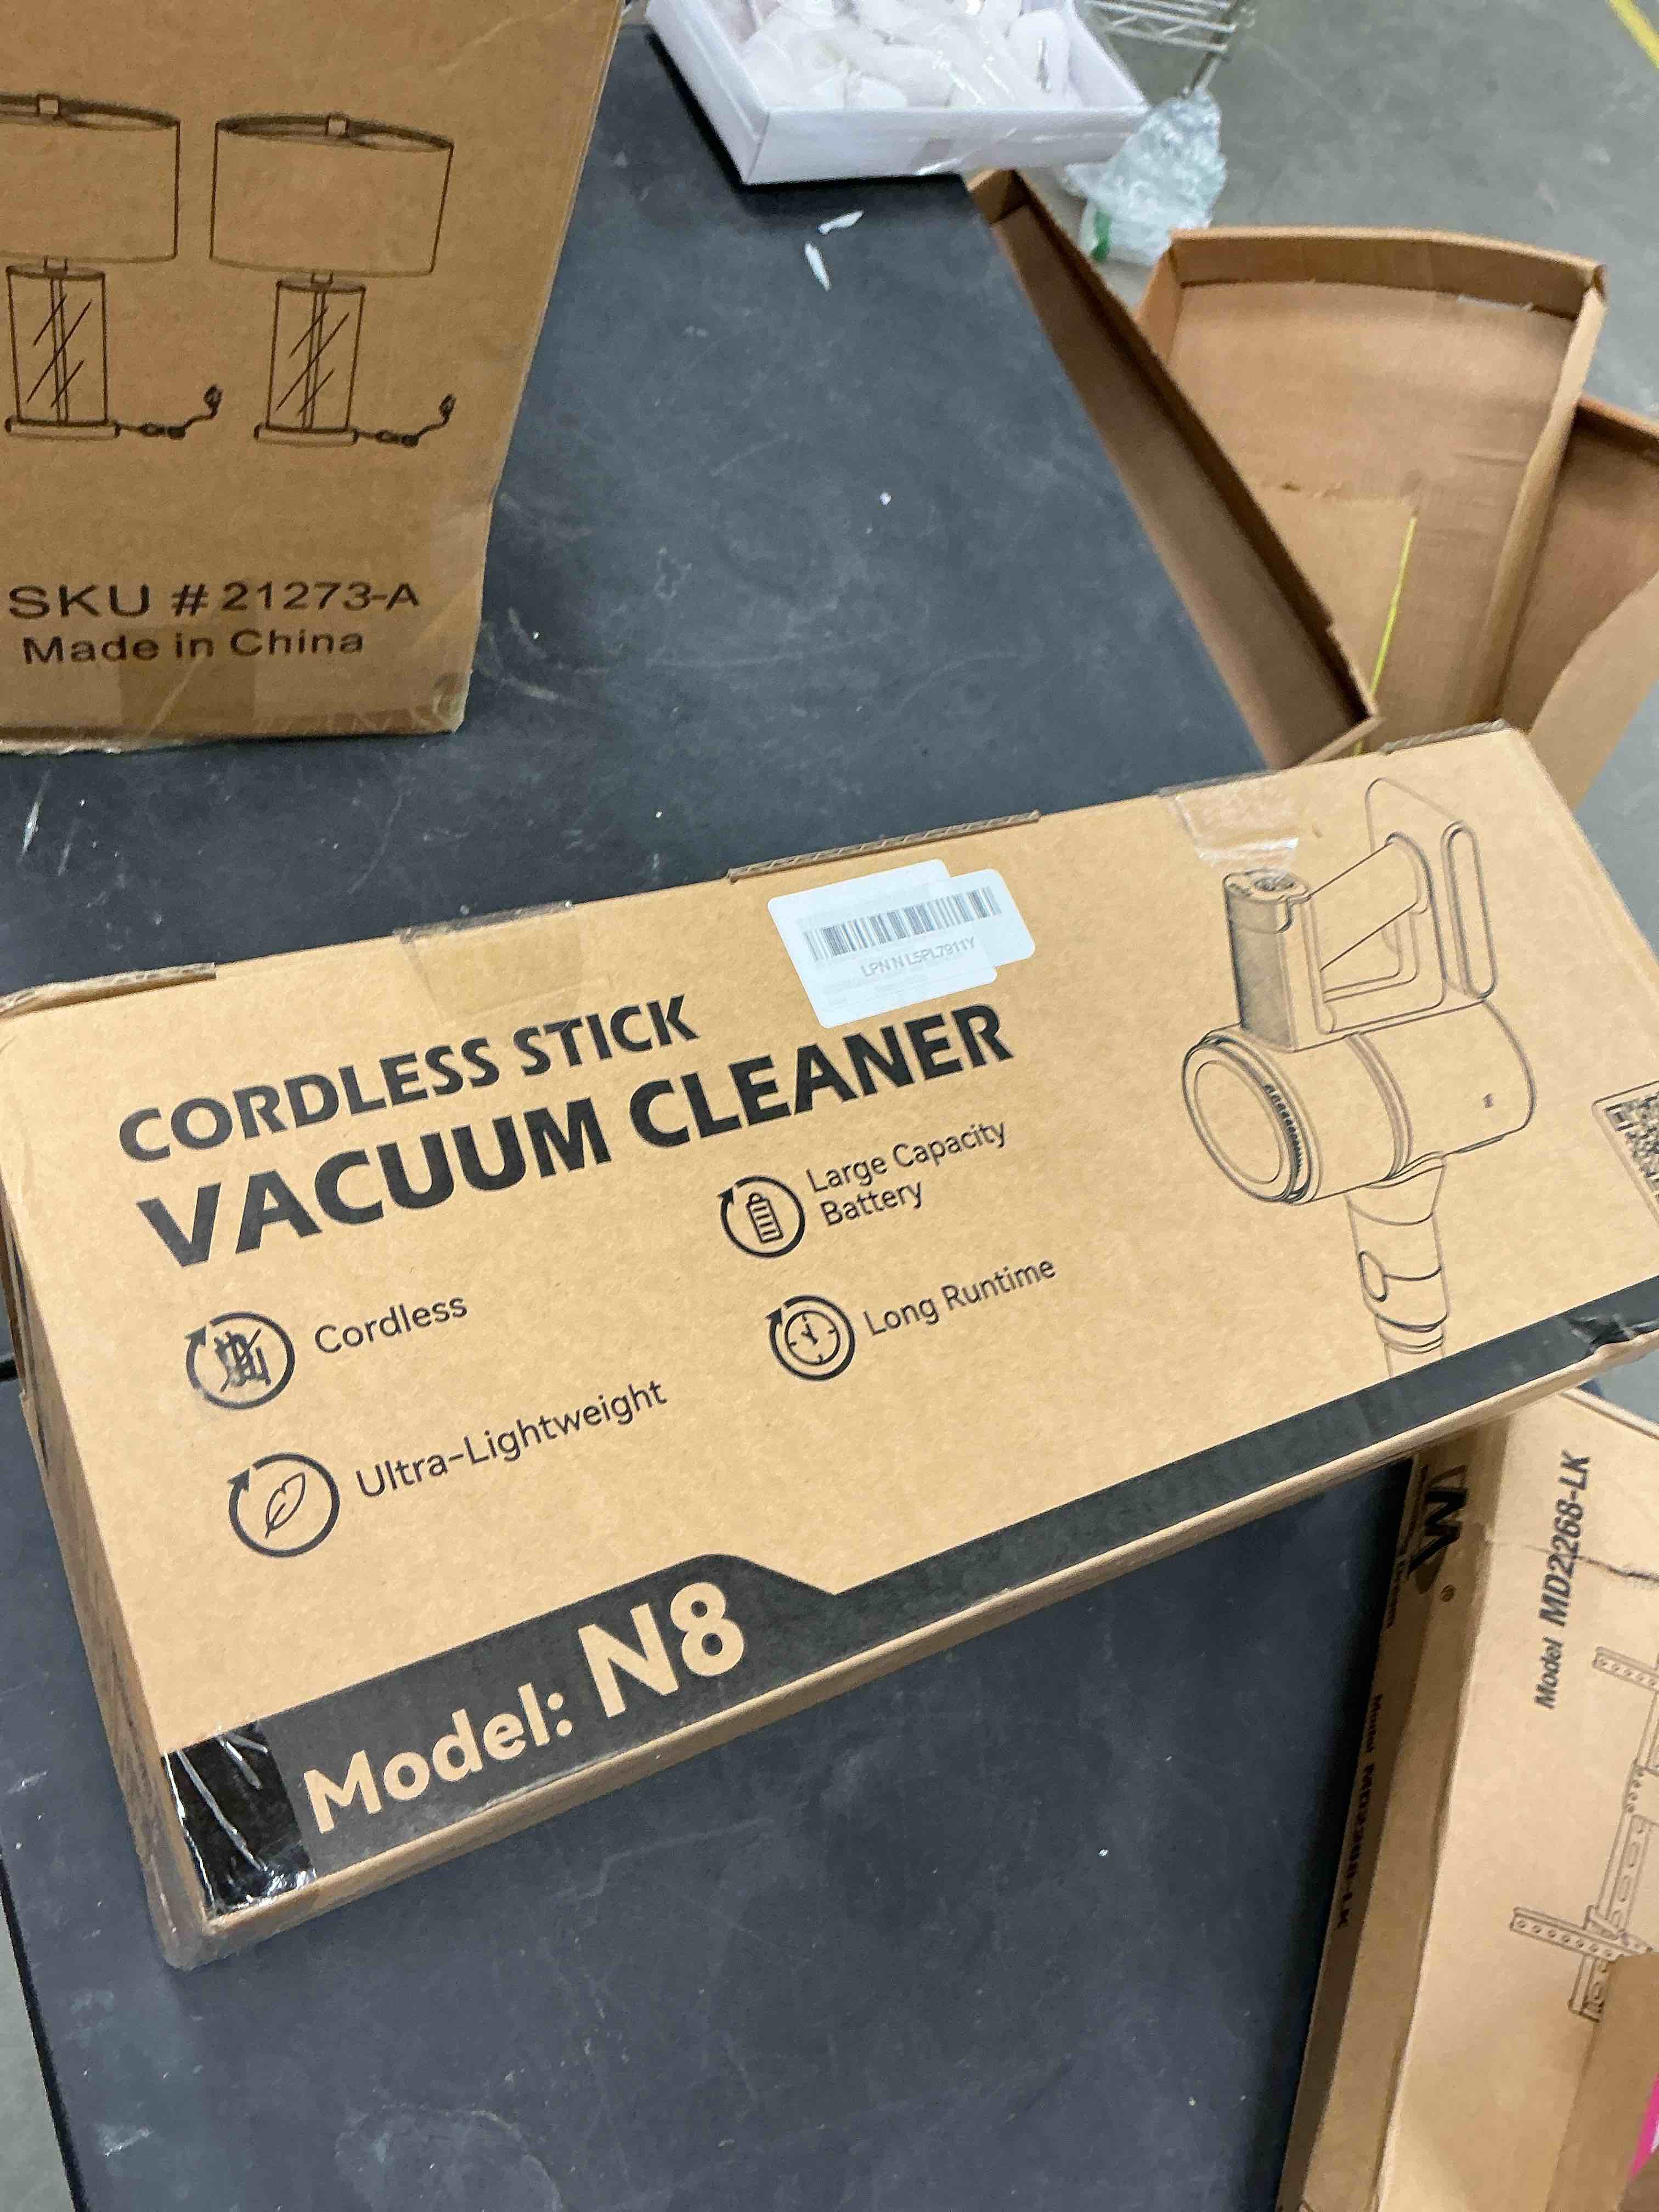 SKU # 21273-A
Made in China
CORDLESS STICK
VACUUM CLEANER
Cordless
Ultra-Lightweight
Large Capacity
Battery
Long Runtime
Model: N8
Model MD2268-LK